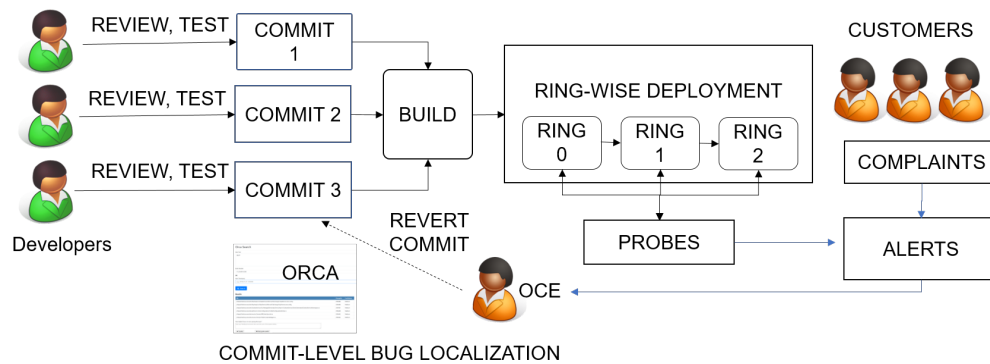 REVIEW, TEST
COMMIT
1
REVIEW, TEST
COMMIT 2
REVIEW, TEST
COMMIT 3
Developers
BUILD
RING-WISE DEPLOYMENT
RING
0
RING
1
RING
2
CUSTOMERS
COMPLAINTS
PROBES
ALERTS
REVERT
COMMIT
ORCA
OCE
COMMIT-LEVEL BUG LOCALIZATION